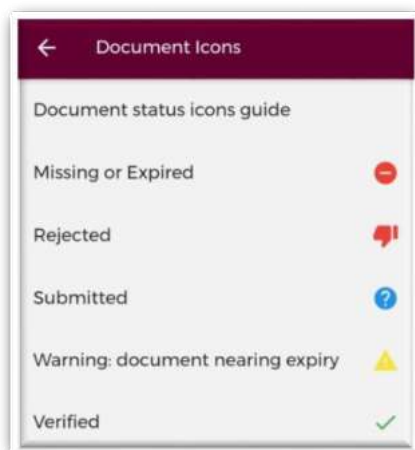 Document Icons
Document status icons guide
Missing or Expired
Rejected
Submitted
Warning: document nearing expiry
Verified